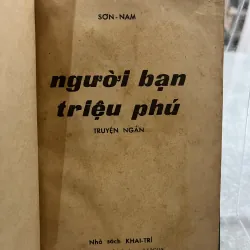 SƠN-NAM
người bạn
triệu phú
TRUYỆN NGẮN
Nhà sách KHAI-TRÍ